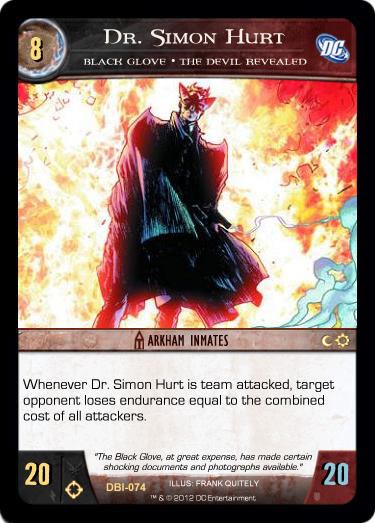 8
DR. SIMON HURT
BLACK GLOVE • THE DEVIL REVEALED
DC
ARKHAM INMATES
Whenever Dr. Simon Hurt is team attacked, target
opponent loses endurance equal to the combined
cost of all attackers.
"The Black Glove, at great expense, has made certain
shocking documents and photographs available."
20
DBI-074
ILLUS: FRANK QUITELY
20
™ & © 2012 DC Entertainment